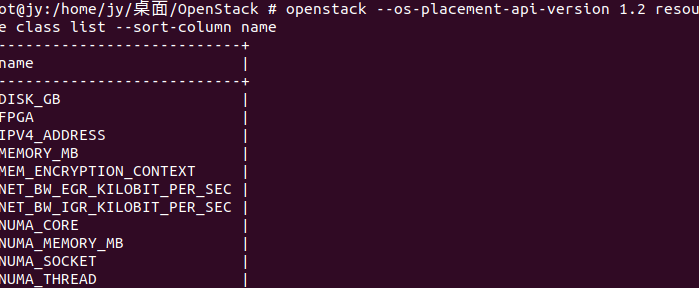 ot@jy:/home/jy/桌面/OpenStack # openstack --os-placement-api-version 1.2 resou
e class list --sort-column name
---------------------------+
name |
---------------------------+
DISK_GB |
FPGA |
IPV4_ADDRESS |
MEMORY_MB |
MEM_ENCRYPTION_CONTEXT |
NET_BW_EGR_KILOBIT_PER_SEC |
NET_BW_IGR_KILOBIT_PER_SEC |
NUMA_CORE |
NUMA_MEMORY_MB |
NUMA_SOCKET |
NUMA_THREAD |